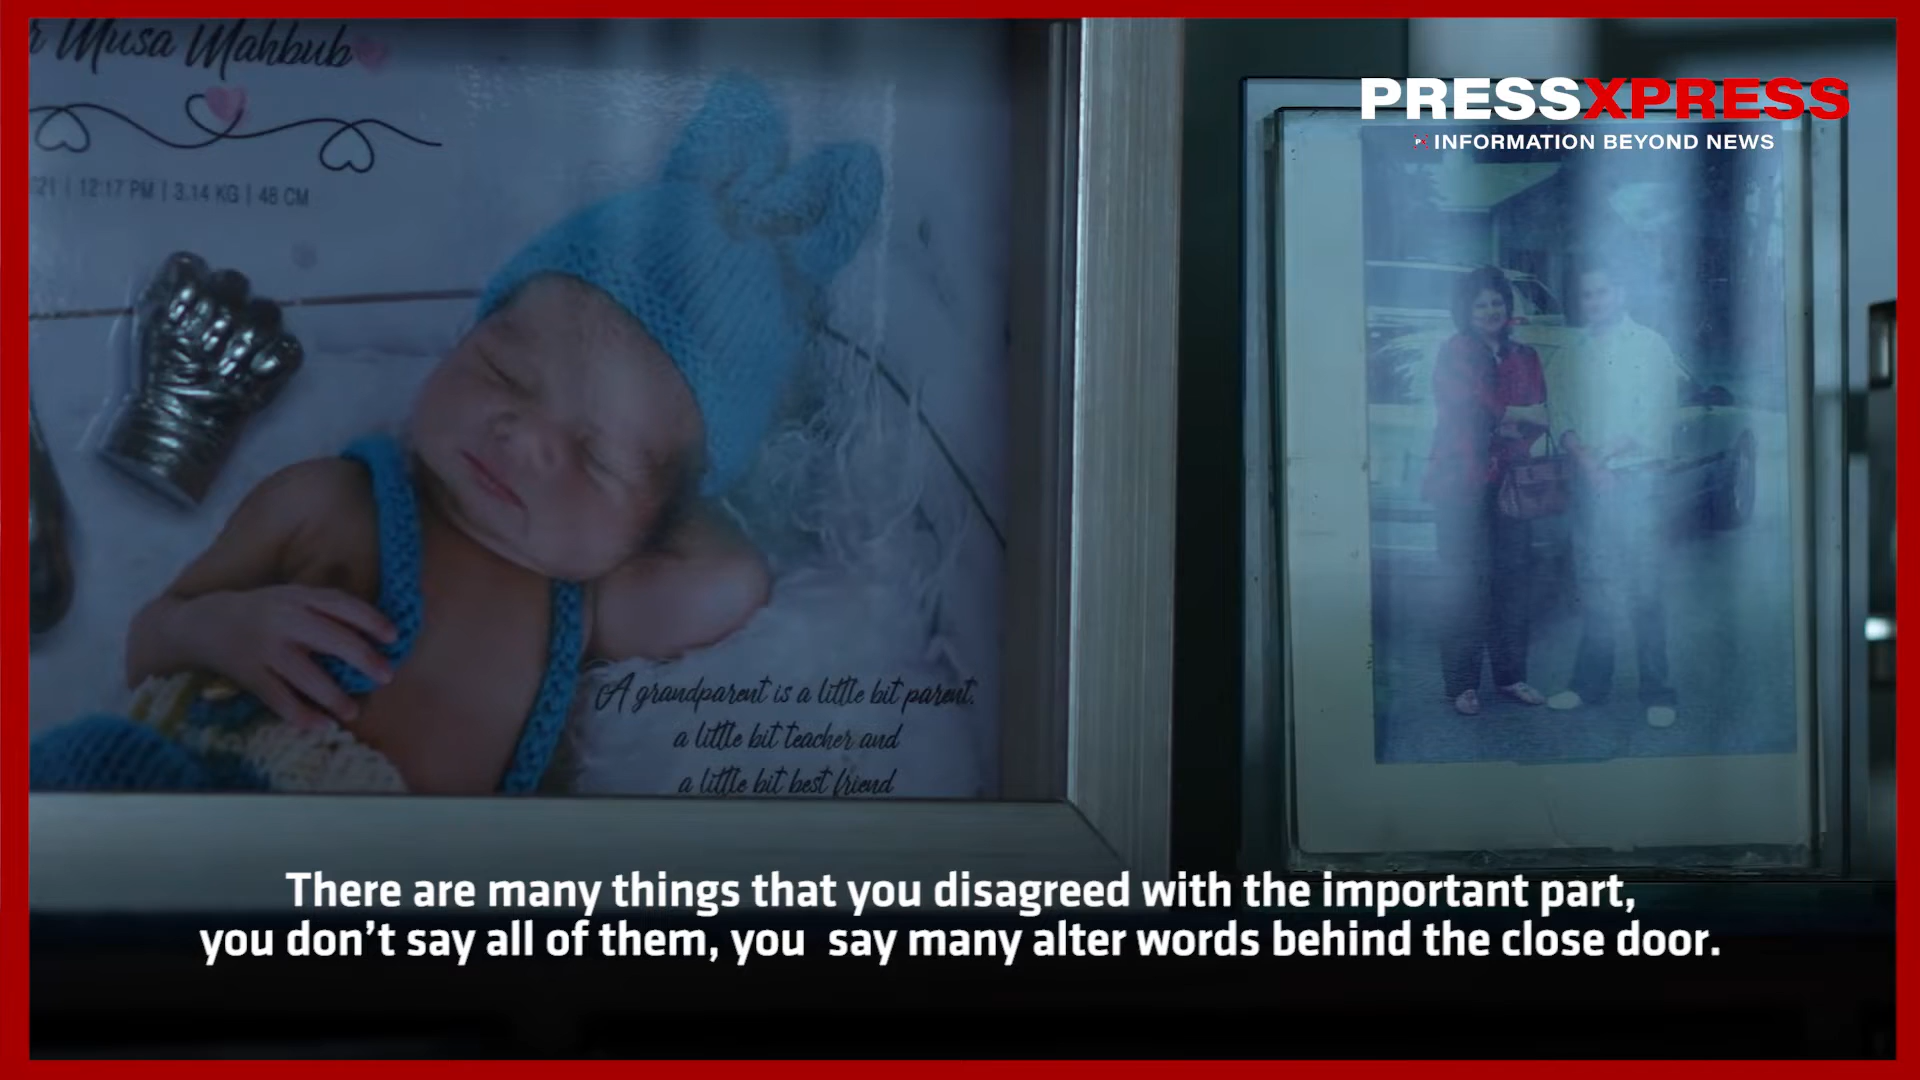 Musa Mahbub
PRESSXPRESS
INFORMATION BEYOND NEWS
21 | 12:17 PM | 3.14 KG | 48 CM
A grandparent is a little bit parent,
a little bit teacher and
a little bit best friend
There are many things that you disagreed with the important part,
you don't say all of them, you say many alter words behind the close door.